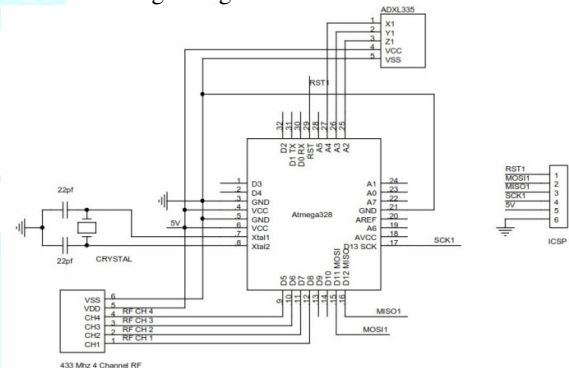 ADXL335
1 X1
2 Y1
3 Z1
4 VCC
5 VSS
RST1
32 31 30 29 28 27 26 25
D2 D1 TX D0 RX RST A5 A4 A3 A2
1 D3
2 D4
3 GND
4 VCC
5 GND
6 VCC
7 Xtal1
8 Xtal2
5V
Atmega328
A1 24
A0 23
A7 22
GND 21
AREF 20
A6 19
AVCC 18
D13 SCK 17
SCK1
D5 D6 D7 D8 D9 D10 D11 MOSI D12 MISO
9 10 11 12 13 14 15 16
MISO1
MOSI1
22pf
22pf
CRYSTAL
RST1 1
MOSI1 2
MISO1 3
SCK1 4
5V 5
6
ICSP
VSS 6
VDD 5
CH4 4 RF CH 4
CH3 3 RF CH 3
CH2 2 RF CH 2
CH1 1 RF CH 1
433 Mhz 4 Channel RF